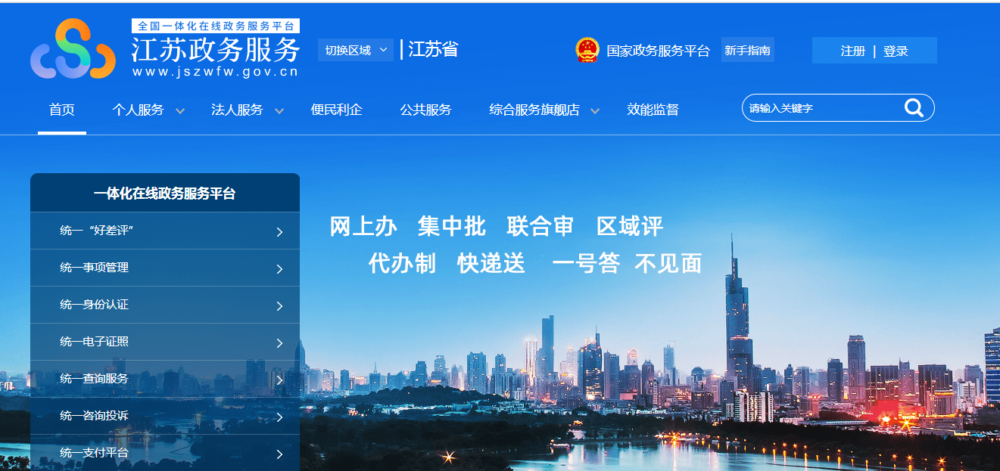 全国一体化在线政务服务平台
江苏政务服务
www.jszwfw.gov.cn
切换区域 | 江苏省
国家政务服务平台 新手指南
注册 | 登录
首页 个人服务 法人服务 便民利企 公共服务 综合服务旗舰店 效能监督
请输入关键字
一体化在线政务服务平台
统一“好差评”
统一事项管理
统一身份认证
统一电子证照
统一查询服务
统一咨询投诉
统一支付平台
网上办 集中批 联合审 区域评
代办制 快递送 一号答 不见面